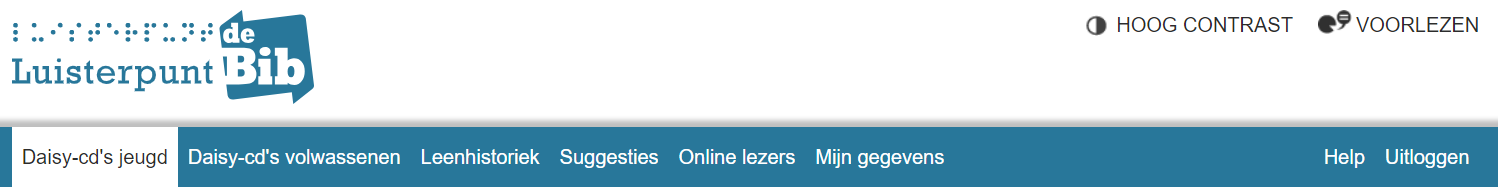 ⠇⠥⠊⠎⠞⠑⠗⠏⠥⠝⠞
Luisterpunt de Bib
HOOG CONTRAST VOORLEZEN
Daisy-cd's jeugd Daisy-cd's volwassenen Leenhistoriek Suggesties Online lezers Mijn gegevens Help Uitloggen